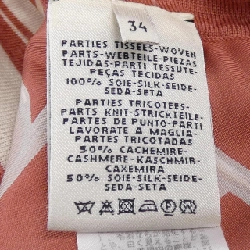 34
PARTIES TISSEES-WOVEN
PARTS-WEBTEILE-PIEZAS
TEJIDAS-PARTI TESSUTE-
PEÇAS TECIDAS
100% SOIE-SILK-SEIDE-
SEDA-SETA
PARTIES TRICOTEES-
PARTS KNIT-STRICKTEILE
PARTES DE PUNTO-PARTI
LAVORATE A MAGLIA-
PARTES TRICOTADAS
50% CACHEMIRE-
CASHMERE-KASCHMIR-
CAXEMIRA
50% SOIE-SILK-SEIDE-
SEDA-SETA